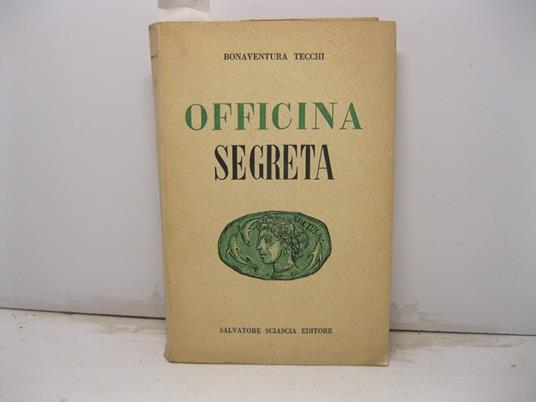 BONAVENTURA TECCHI
OFFICINA
SEGRETA
SALVATORE SCIASCIA EDITORE